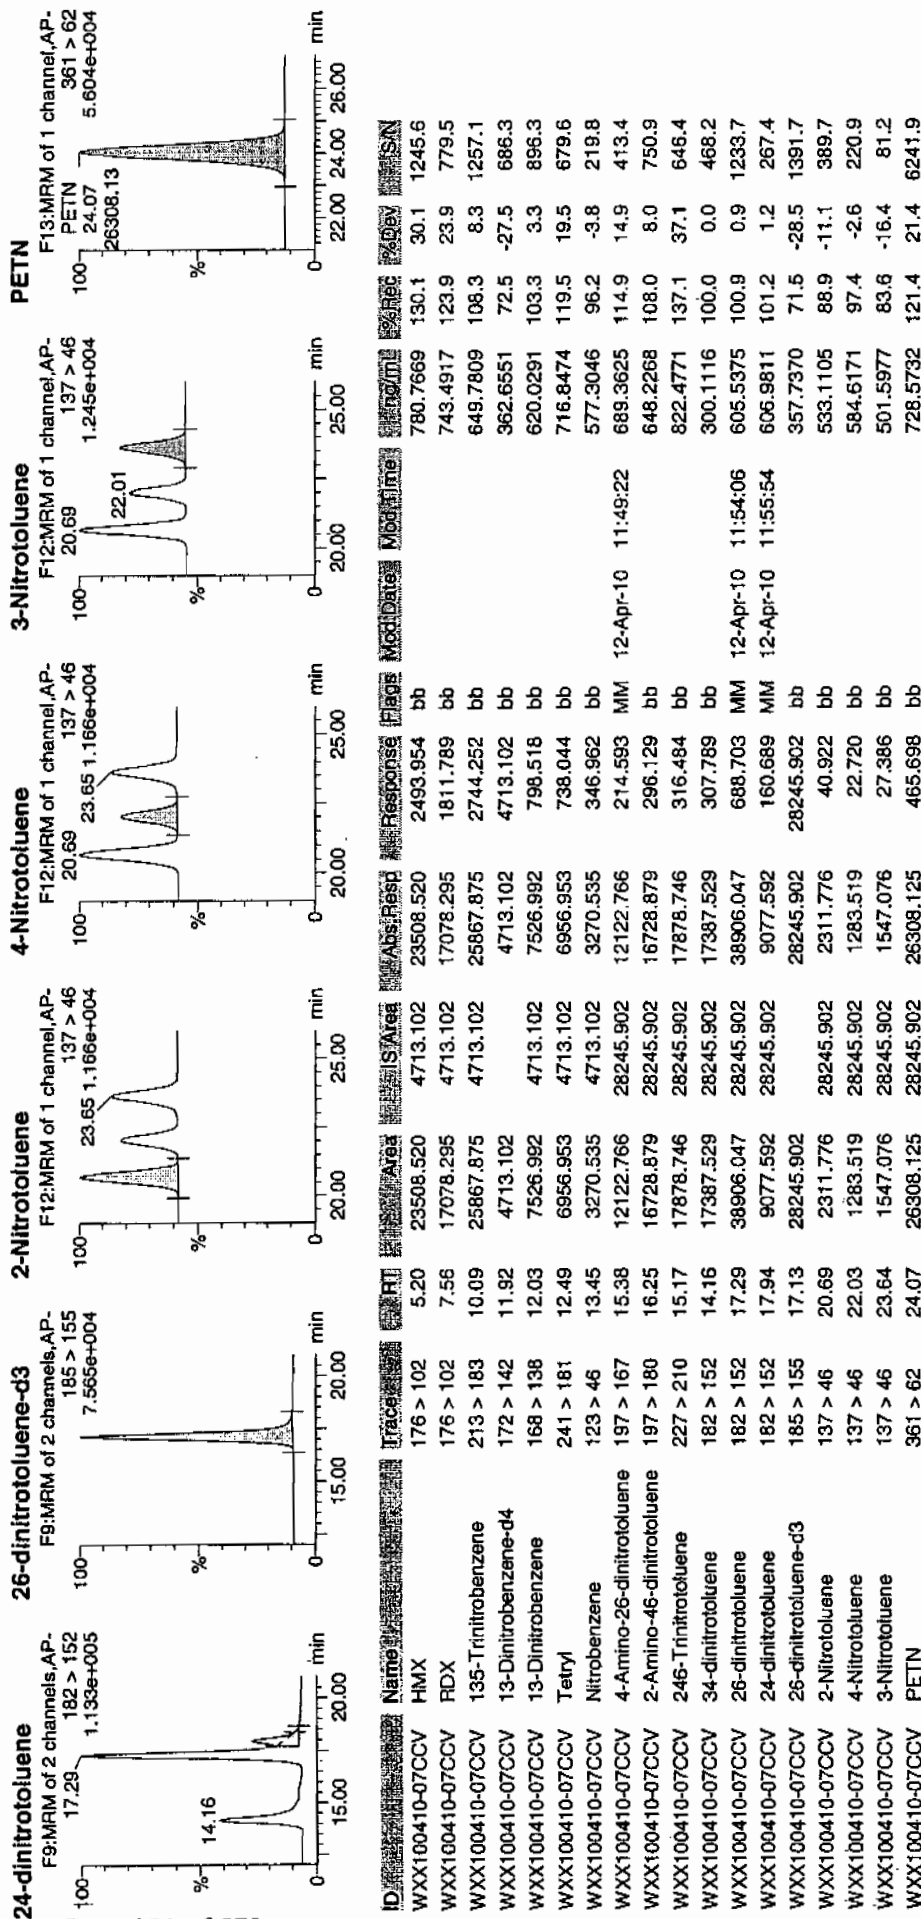 24-dinitrotoluene
F9:MRM of 2 channels,AP-
182 > 152
1.133e+005
17.29
14.16
100
%
0
15.00
20.00
min
26-dinitrotoluene-d3
F9:MRM of 2 channels,AP-
185 > 155
7.565e+004
100
%
0
15.00
20.00
min
2-Nitrotoluene
F12:MRM of 1 channel,AP-
137 > 46
23.65 1.166e+004
100
%
0
20.00
25.00
min
4-Nitrotoluene
F12:MRM of 1 channel,AP-
20.69
137 > 46
23.65 1.166e+004
100
%
0
20.00
25.00
min
3-Nitrotoluene
F12:MRM of 1 channel,AP-
20.69
137 > 46
1.245e+004
22.01
100
%
0
20.00
25.00
min
PETN
F13:MRM of 1 channel,AP-
PETN
361 > 62
24.07
5.604e+004
26308.13
100
%
0
22.00
24.00
26.00
min
ID Name Trace RT Area IS Area Abs.Resp Response Flags Mod.Date Mod.Time ng/mL %Rec %Dev S/N
WXX100410-07CCV HMX 176 > 102 5.20 23508.520 4713.102 23508.520 2493.954 bb 780.7669 130.1 30.1 1245.6
WXX100410-07CCV RDX 176 > 102 7.56 17078.295 4713.102 17078.295 1811.789 bb 743.4917 123.9 23.9 779.5
WXX100410-07CCV 135-Trinitrobenzene 213 > 183 10.09 25867.875 4713.102 25867.875 2744.252 bb 649.7809 108.3 8.3 1257.1
WXX100410-07CCV 13-Dinitrobenzene-d4 172 > 142 11.92 4713.102 4713.102 4713.102 bb 362.6551 72.5 -27.5 686.3
WXX100410-07CCV 13-Dinitrobenzene 168 > 138 12.03 7526.992 4713.102 7526.992 798.518 bb 620.0291 103.3 3.3 896.3
WXX100410-07CCV Tetryl 241 > 181 12.49 6956.953 4713.102 6956.953 738.044 bb 716.8474 119.5 19.5 679.6
WXX100410-07CCV Nitrobenzene 123 > 46 13.45 3270.535 4713.102 3270.535 346.962 bb 577.3046 96.2 -3.8 219.8
WXX100410-07CCV 4-Amino-26-dinitrotoluene 197 > 167 15.38 12122.766 28245.902 12122.766 214.593 MM 12-Apr-10 11:49:22 689.3625 114.9 14.9 413.4
WXX100410-07CCV 2-Amino-46-dinitrotoluene 197 > 180 16.25 16728.879 28245.902 16728.879 296.129 bb 648.2268 108.0 8.0 750.9
WXX100410-07CCV 246-Trinitrotoluene 227 > 210 15.17 17878.746 28245.902 17878.746 316.484 bb 822.4771 137.1 37.1 646.4
WXX100410-07CCV 34-dinitrotoluene 182 > 152 14.16 17387.529 28245.902 17387.529 307.789 bb 300.1116 100.0 0.0 468.2
WXX100410-07CCV 26-dinitrotoluene 182 > 152 17.29 38906.047 28245.902 38906.047 688.703 MM 12-Apr-10 11:54:06 605.5375 100.9 0.9 1233.7
WXX100410-07CCV 24-dinitrotoluene 182 > 152 17.94 9077.592 28245.902 9077.592 160.689 MM 12-Apr-10 11:55:54 606.9811 101.2 1.2 267.4
WXX100410-07CCV 26-dinitrotoluene-d3 185 > 155 17.13 28245.902 28245.902 28245.902 bb 357.7370 71.5 -28.5 1391.7
WXX100410-07CCV 2-Nitrotoluene 137 > 46 20.69 2311.776 28245.902 2311.776 40.922 bb 533.1105 88.9 -11.1 389.7
WXX100410-07CCV 4-Nitrotoluene 137 > 46 22.03 1283.519 28245.902 1283.519 22.720 bb 584.6171 97.4 -2.6 220.9
WXX100410-07CCV 3-Nitrotoluene 137 > 46 23.64 1547.076 28245.902 1547.076 27.386 bb 501.5977 83.6 -16.4 81.2
WXX100410-07CCV PETN 361 > 62 24.07 26308.125 28245.902 26308.125 465.698 bb 728.5732 121.4 21.4 6241.9